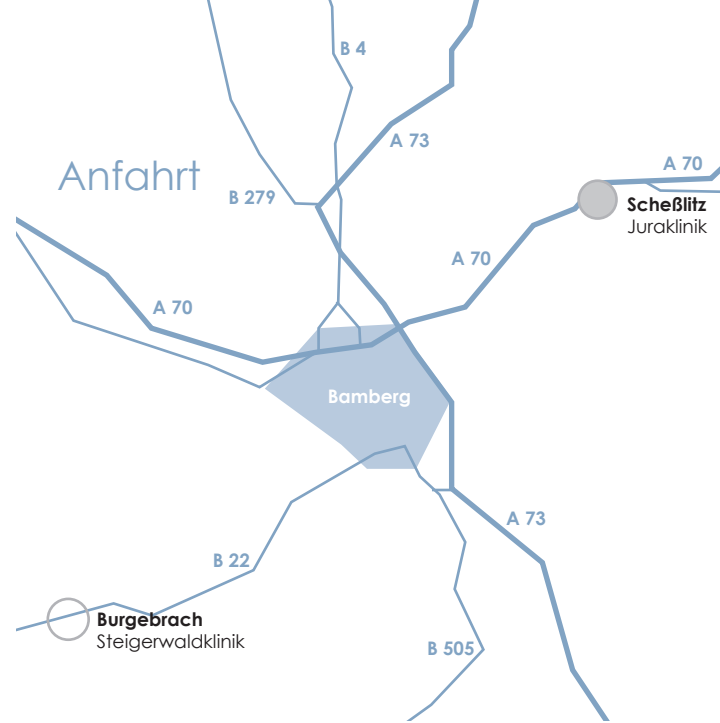 B 4
A 73
Anfahrt
A 70
B 279
Scheßlitz
Juraklinik
A 70
A 70
Bamberg
A 73
B 22
Burgebrach
Steigerwaldklinik
B 505